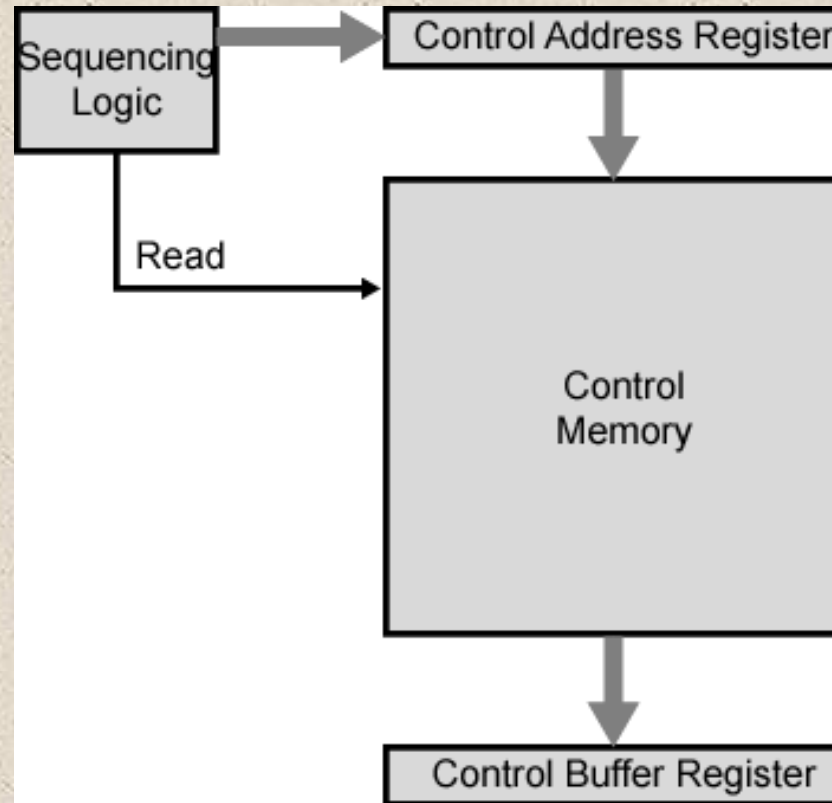 Sequencing
Logic
Control Address Register
Read
Control
Memory
Control Buffer Register